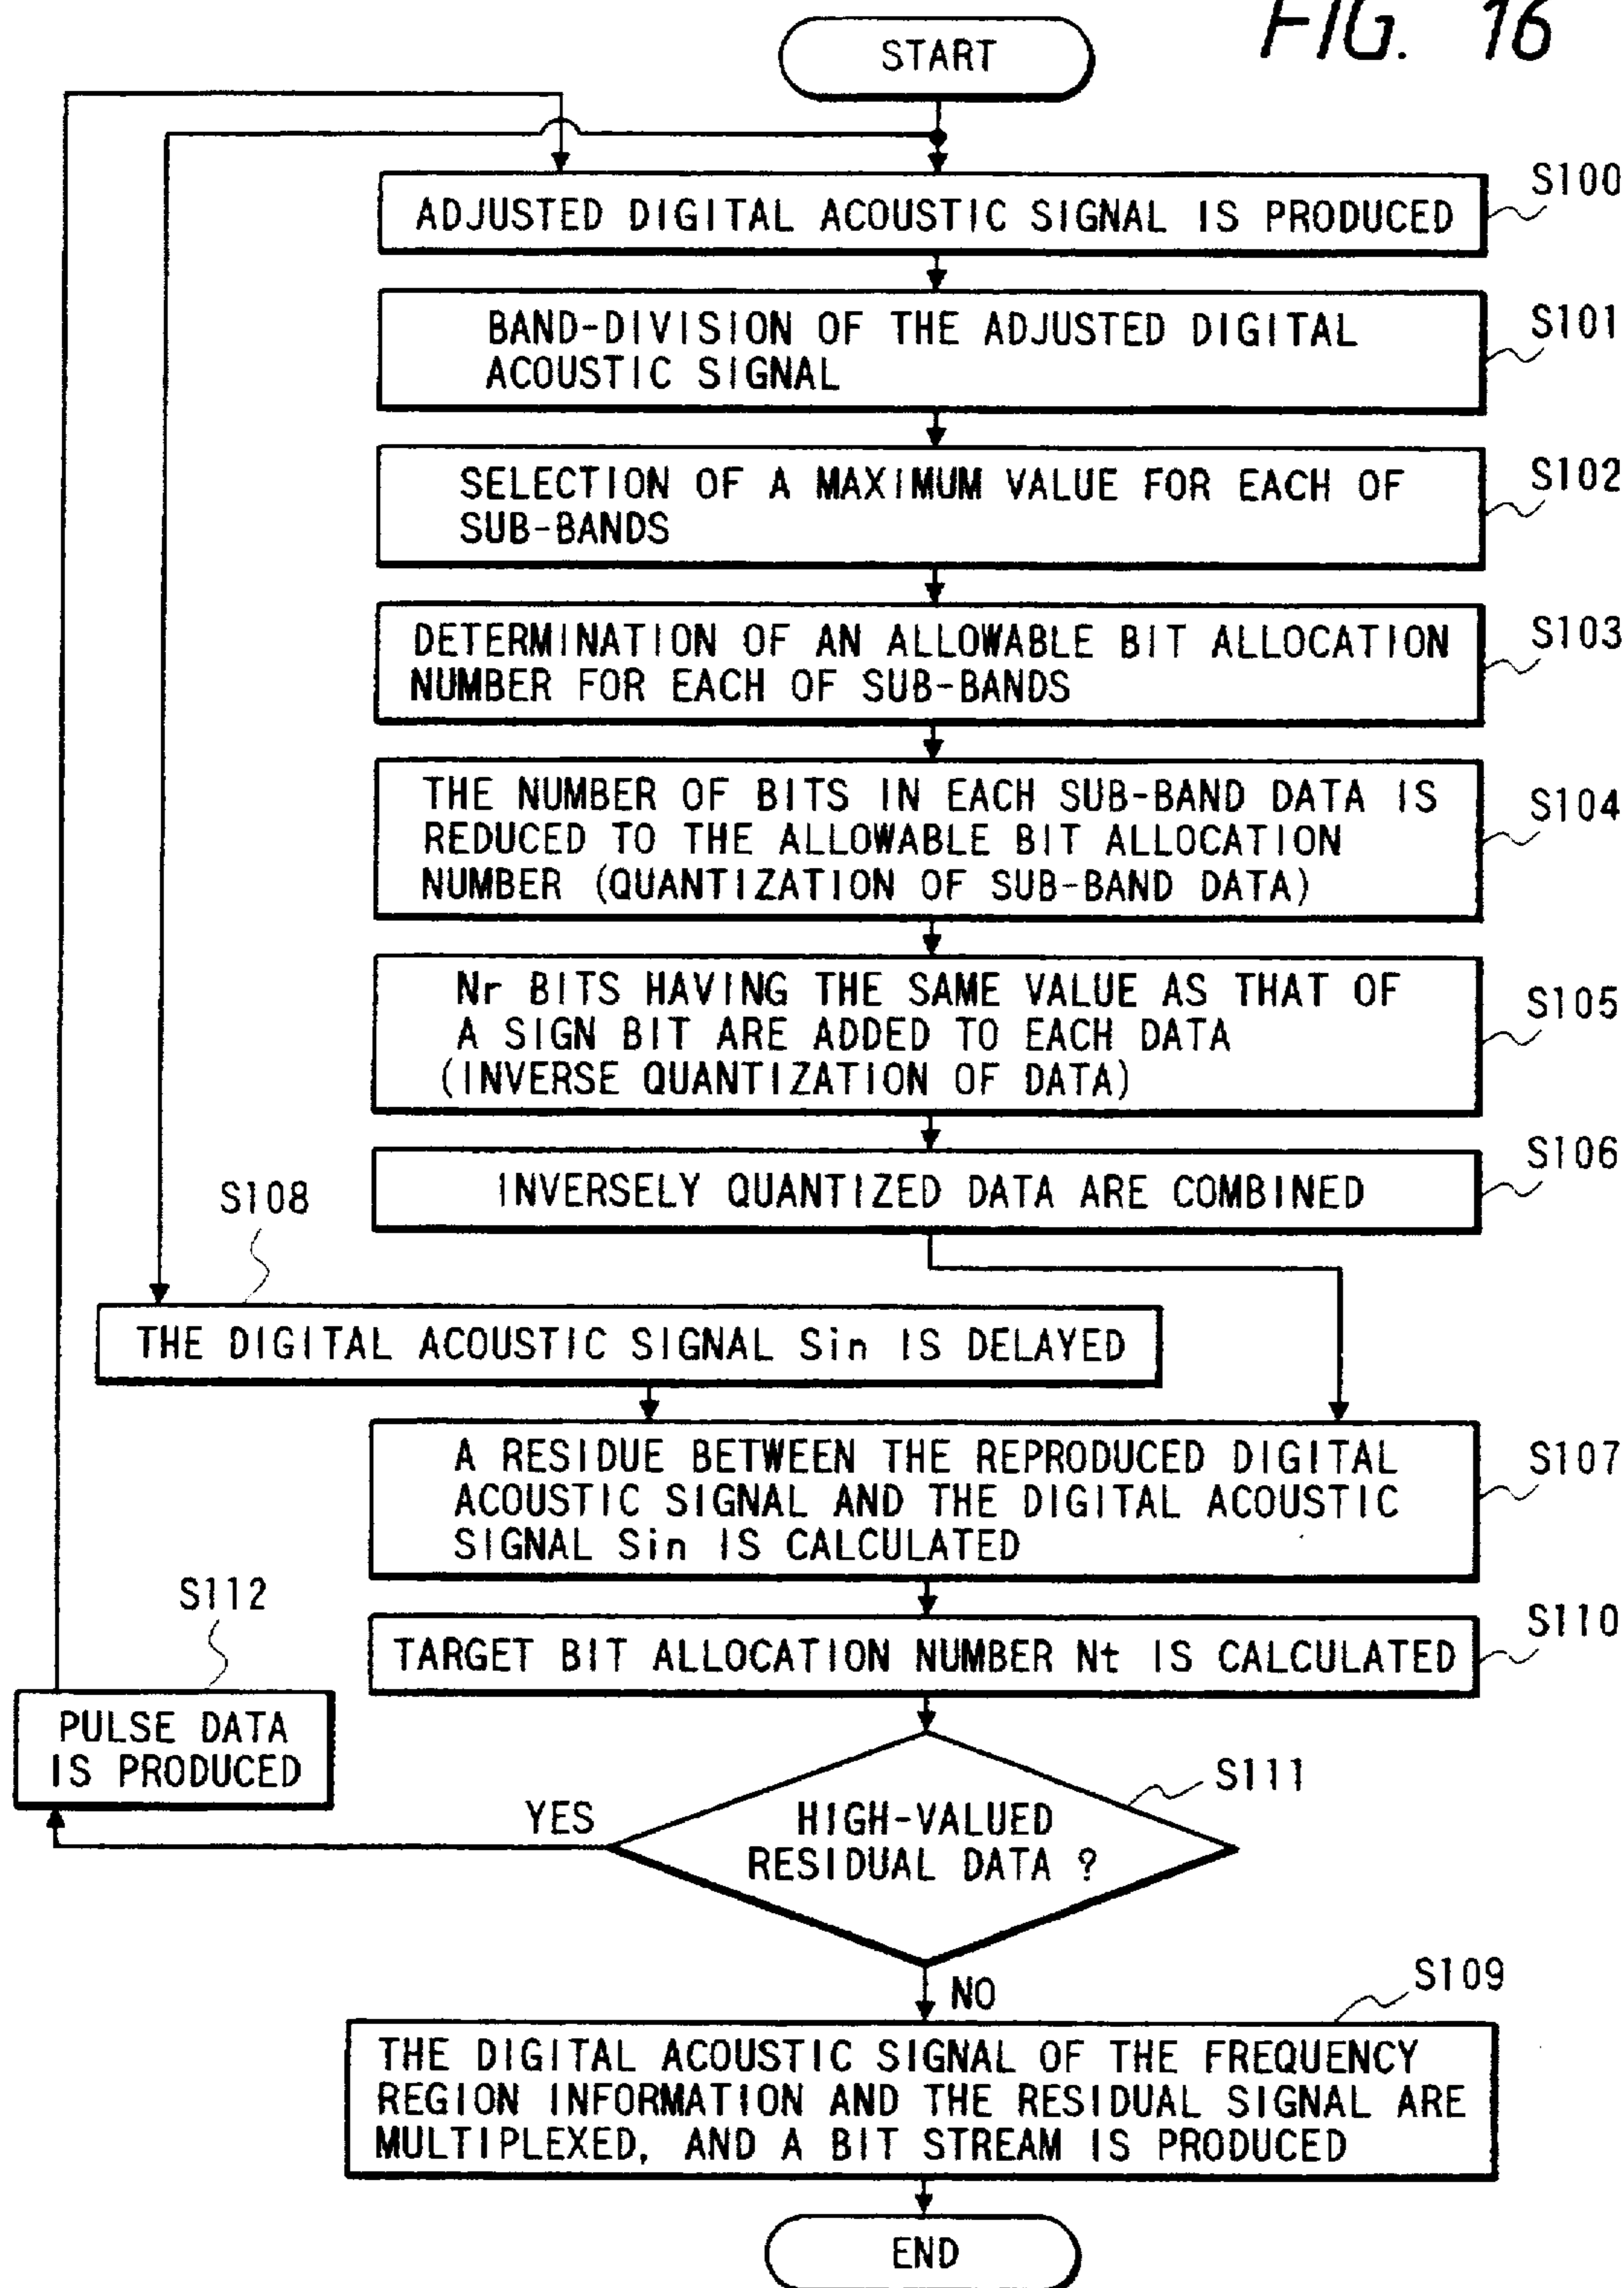 FIG. 16
START
S100
ADJUSTED DIGITAL ACOUSTIC SIGNAL IS PRODUCED
S101
BAND-DIVISION OF THE ADJUSTED DIGITAL
ACOUSTIC SIGNAL
S102
SELECTION OF A MAXIMUM VALUE FOR EACH OF
SUB-BANDS
S103
DETERMINATION OF AN ALLOWABLE BIT ALLOCATION
NUMBER FOR EACH OF SUB-BANDS
S104
THE NUMBER OF BITS IN EACH SUB-BAND DATA IS
REDUCED TO THE ALLOWABLE BIT ALLOCATION
NUMBER (QUANTIZATION OF SUB-BAND DATA)
S105
Nr BITS HAVING THE SAME VALUE AS THAT OF
A SIGN BIT ARE ADDED TO EACH DATA
(INVERSE QUANTIZATION OF DATA)
S106
INVERSELY QUANTIZED DATA ARE COMBINED
S108
THE DIGITAL ACOUSTIC SIGNAL Sin IS DELAYED
S107
A RESIDUE BETWEEN THE REPRODUCED DIGITAL
ACOUSTIC SIGNAL AND THE DIGITAL ACOUSTIC
SIGNAL Sin IS CALCULATED
S110
TARGET BIT ALLOCATION NUMBER Nt IS CALCULATED
S112
PULSE DATA
IS PRODUCED
S111
HIGH-VALUED
RESIDUAL DATA ?
YES
NO
S109
THE DIGITAL ACOUSTIC SIGNAL OF THE FREQUENCY
REGION INFORMATION AND THE RESIDUAL SIGNAL ARE
MULTIPLEXED, AND A BIT STREAM IS PRODUCED
END